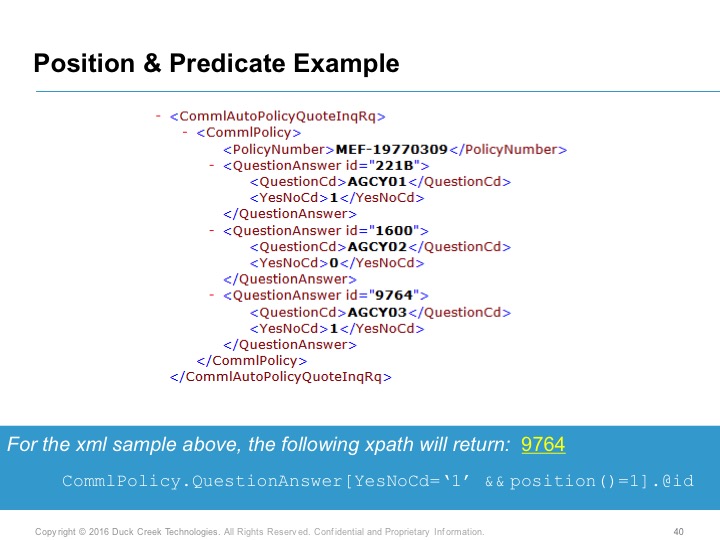 Position & Predicate Example
- <CommlAutoPolicyQuoteInqRq>
- <CommlPolicy>
<PolicyNumber>MEF-19770309</PolicyNumber>
- <QuestionAnswer id="221B">
<QuestionCd>AGCY01</QuestionCd>
<YesNoCd>1</YesNoCd>
</QuestionAnswer>
- <QuestionAnswer id="1600">
<QuestionCd>AGCY02</QuestionCd>
<YesNoCd>0</YesNoCd>
</QuestionAnswer>
- <QuestionAnswer id="9764">
<QuestionCd>AGCY03</QuestionCd>
<YesNoCd>1</YesNoCd>
</QuestionAnswer>
</CommlPolicy>
</CommlAutoPolicyQuoteInqRq>
For the xml sample above, the following xpath will return: 9764
CommlPolicy.QuestionAnswer[YesNoCd=‘1’ && position()=1].@id
Copyright © 2016 Duck Creek Technologies. All Rights Reserved. Confidential and Proprietary Information. 40